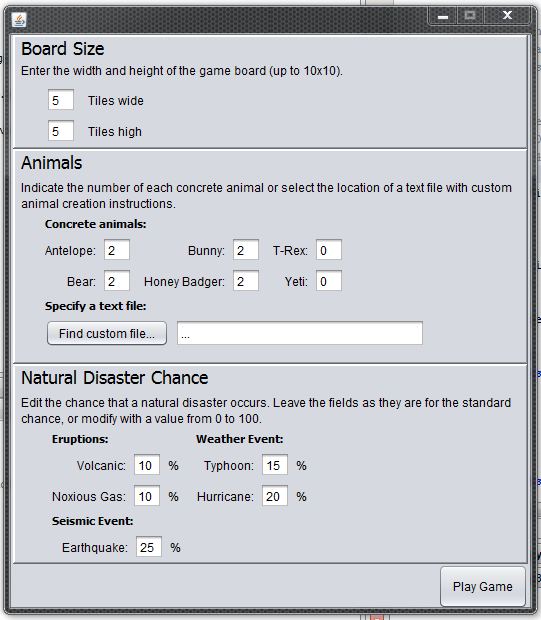 Board Size
Enter the width and height of the game board (up to 10x10).
5 Tiles wide
5 Tiles high
Animals
Indicate the number of each concrete animal or select the location of a text file with custom
animal creation instructions.
Concrete animals:
Antelope: 2 Bunny: 2 T-Rex: 0
Bear: 2 Honey Badger: 2 Yeti: 0
Specify a text file:
Find custom file... ...
Natural Disaster Chance
Edit the chance that a natural disaster occurs. Leave the fields as they are for the standard
chance, or modify with a value from 0 to 100.
Eruptions: Weather Event:
Volcanic: 10 % Typhoon: 15 %
Noxious Gas: 10 % Hurricane: 20 %
Seismic Event:
Earthquake: 25 %
Play Game